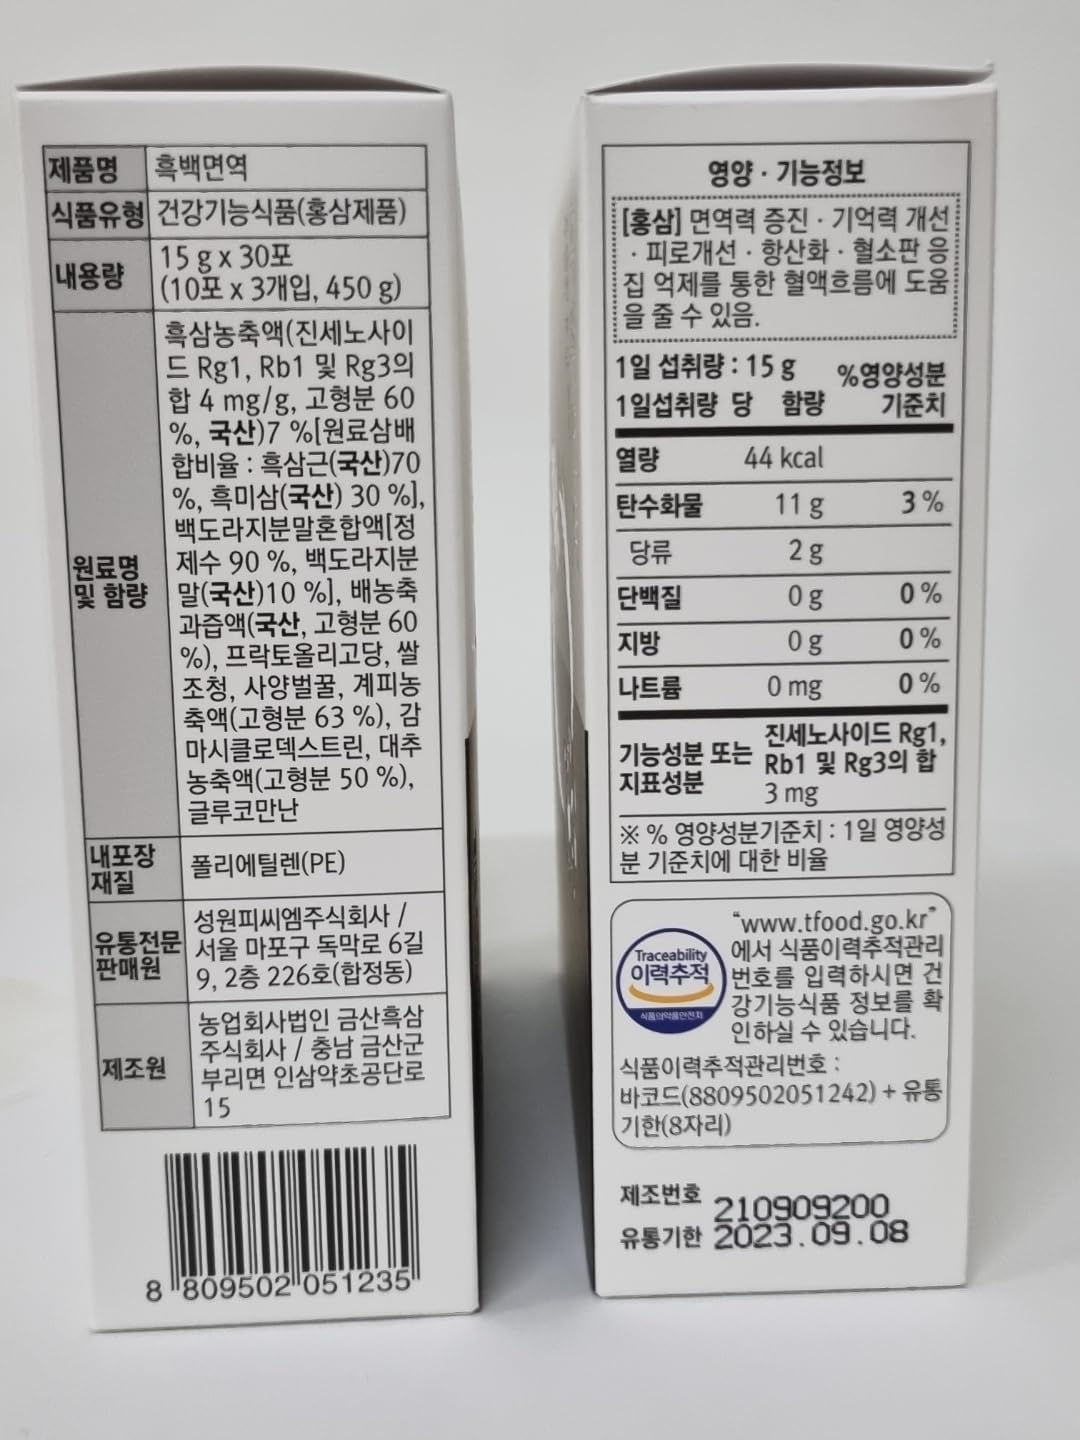 제품명 흑백면역
식품유형 건강기능식품(홍삼제품)
내용량 15 g x 30포
(10포 x 3개입, 450 g)
원료명
및 함량
흑삼농축액(진세노사이
드 Rg1, Rb1 및 Rg3의
합 4 mg/g, 고형분 60
%, 국산)7 %[원료삼배
합비율 : 흑삼근(국산)70
%, 흑미삼(국산) 30 %],
백도라지분말혼합액[정
제수 90 %, 백도라지분
말(국산)10 %], 배농축
과즙액(국산, 고형분 60
%), 프락토올리고당, 쌀
조청, 사양벌꿀, 계피농
축액(고형분 63 %), 감
마시클로덱스트린, 대추
농축액(고형분 50 %),
글루코만난
내포장
재질
폴리에틸렌(PE)
유통전문
판매원
성원피씨엠주식회사 /
서울 마포구 독막로 6길
9, 2층 226호(합정동)
제조원
농업회사법인 금산흑삼
주식회사 / 충남 금산군
부리면 인삼약초공단로
15
8 809502 051235
영양 · 기능정보
[홍삼] 면역력 증진 · 기억력 개선
· 피로개선 · 항산화 · 혈소판 응
집 억제를 통한 혈액흐름에 도움
을 줄 수 있음.
1일 섭취량 : 15 g %영양성분
1일섭취량 당 함량 기준치
열량 44 kcal
탄수화물 11 g 3 %
당류 2 g
단백질 0 g 0 %
지방 0 g 0 %
나트륨 0 mg 0 %
기능성분 또는
지표성분
진세노사이드 Rg1,
Rb1 및 Rg3의 합
3 mg
※ % 영양성분기준치 : 1일 영양성
분 기준치에 대한 비율
Traceability
이력추적
식품의약품안전처
“www.tfood.go.kr”
에서 식품이력추적관리
번호를 입력하시면 건
강기능식품 정보를 확
인하실 수 있습니다.
식품이력추적관리번호 :
바코드(8809502051242) + 유통
기한(8자리)
제조번호 210909200
유통기한 2023.09.08